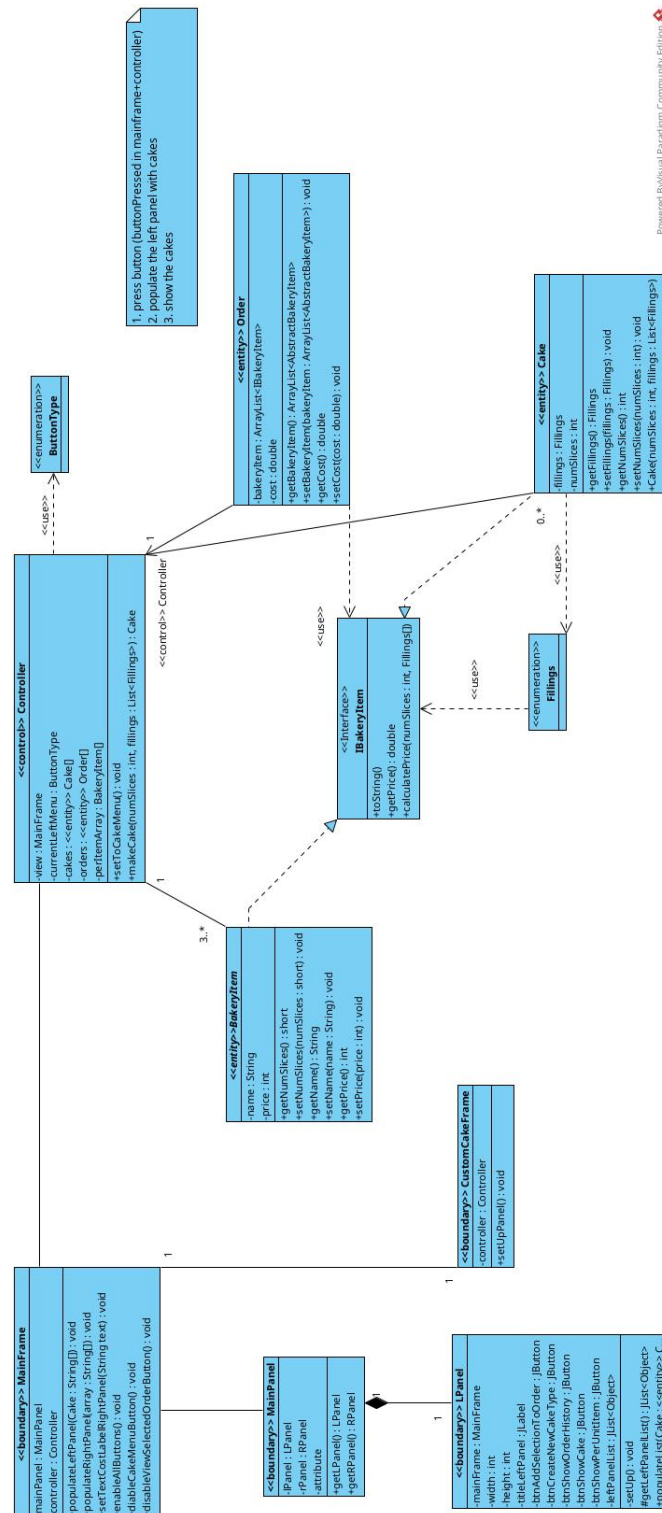 <<boundary>> MainFrame
mainPanel : MainPanel
controller : Controller
populateLeftPanel(Cake : String[]) : void
populateRightPanel(array : String[]) : void
setTextCostLabelRightPanel(String text) : void
enableAllButtons() : void
diableCakeMenuButton() : void
disableViewSelectedOrderButton() : void
<<boundary>> MainPanel
-lPanel : LPanel
-rPanel : RPanel
-attribute
+getLPanel() : LPanel
+getRPanel() : RPanel
1
1
<<boundary>> LPanel
-mainFrame : MainFrame
-width : int
-height : int
-titleLeftPanel : JLabel
-btnAddSelectionToOrder : JButton
-btnCreateNewCakeType : JButton
-btnShowOrderHistory : JButton
-btnShowCake : JButton
-btnShowPerUnitItem : JButton
-leftPanelList : JList<Object>
-setUp() : void
#getLeftPanelList() : JList<Object>
+populateList(Cake : <<entity>> C
1
1
<<boundary>> CustomCakeFrame
-controller : Controller
+setUpPanel() : void
<<control>> Controller
-view : MainFrame
-currentLeftMenu : ButtonType
-cakes : <<entity>> Cake[]
-orders : <<entity>> Order[]
-perItemArray : BakeryItem[]
+setToCakeMenu() : void
+makeCake(numSlices : int, fillings : List<Fillings>) : Cake
1
3..*
<<entity>>BakeryItem
-name : String
-price : int
+getNumSlices() : short
+setNumSlices(numSlices : short) : void
+getName() : String
+setName(name : String) : void
+getPrice() : int
+setPrice(price : int) : void
<<Interface>>
IBakeryItem
+toString()
+getPrice() : double
+calculatePrice(numSlices : int, Fillings[])
<<use>>
<<enumeration>>
Fillings
<<use>>
<<enumeration>>
ButtonType
<<use>>
1
<<control>> Controller
<<entity>> Order
-bakeryItem : ArrayList<IBakeryItem>
-cost : double
+getBakeryItem() : ArrayList<AbstractBakeryItem>
+setBakeryItem(bakeryItem : ArrayList<AbstractBakeryItem>) : void
+getCost() : double
+setCost(cost : double) : void
<<use>>
0..*
<<entity>> Cake
-fillings : Fillings
-numSlices : int
+getFillings() : Fillings
+setFillings(fillings : Fillings) : void
+getNumSlices() : int
+setNumSlices(numSlices : int) : void
+Cake(numSlices : int, fillings : List<Fillings>)
1. press button (buttonPressed in mainframe+controller)
2. populate the left panel with cakes
3. show the cakes
Powered By Visual Paradigm Community Edition